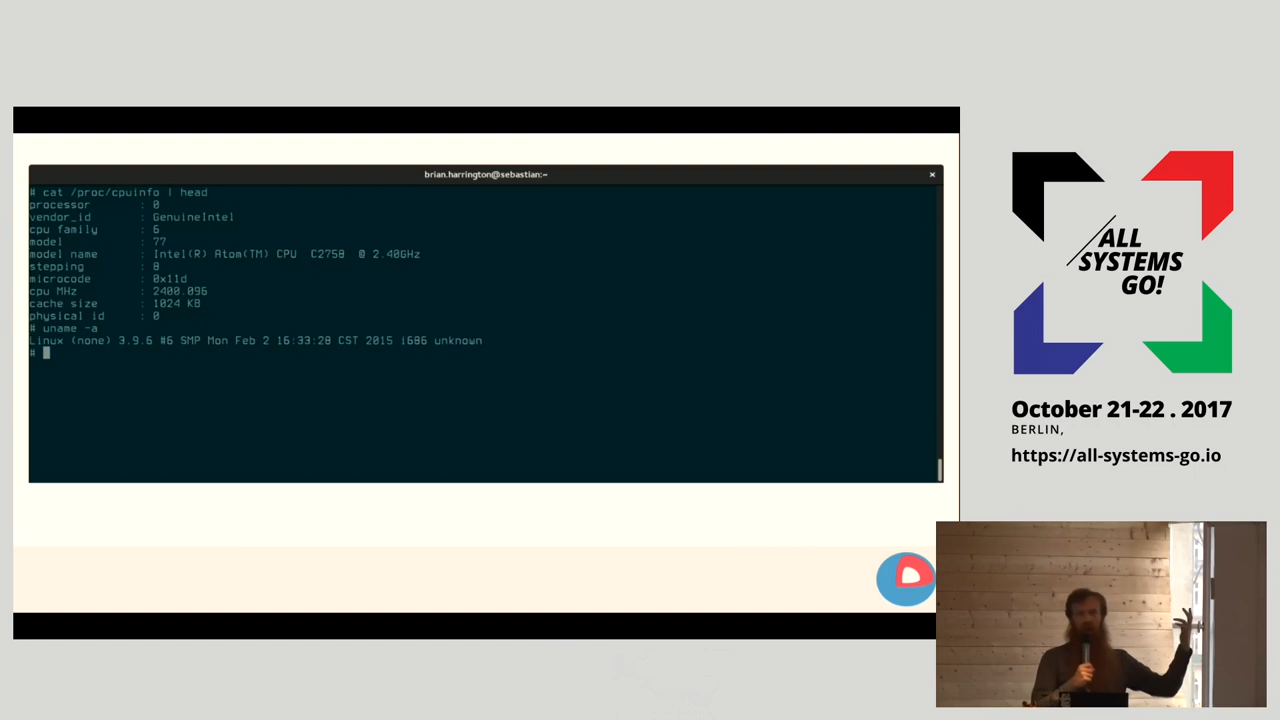 brian.harrington@sebastian:~
# cat /proc/cpuinfo | head
processor : 0
vendor_id : GenuineIntel
cpu family : 6
model : 77
model name : Intel(R) Atom(TM) CPU C2758 @ 2.40GHz
stepping : 8
microcode : 0x11d
cpu MHz : 2400.096
cache size : 1024 KB
physical id : 0
# uname -a
Linux (none) 3.9.6 #6 SMP Mon Feb 2 16:33:28 CST 2015 i686 unknown
#
ALL
SYSTEMS
GO!
October 21-22 . 2017
BERLIN,
https://all-systems-go.io